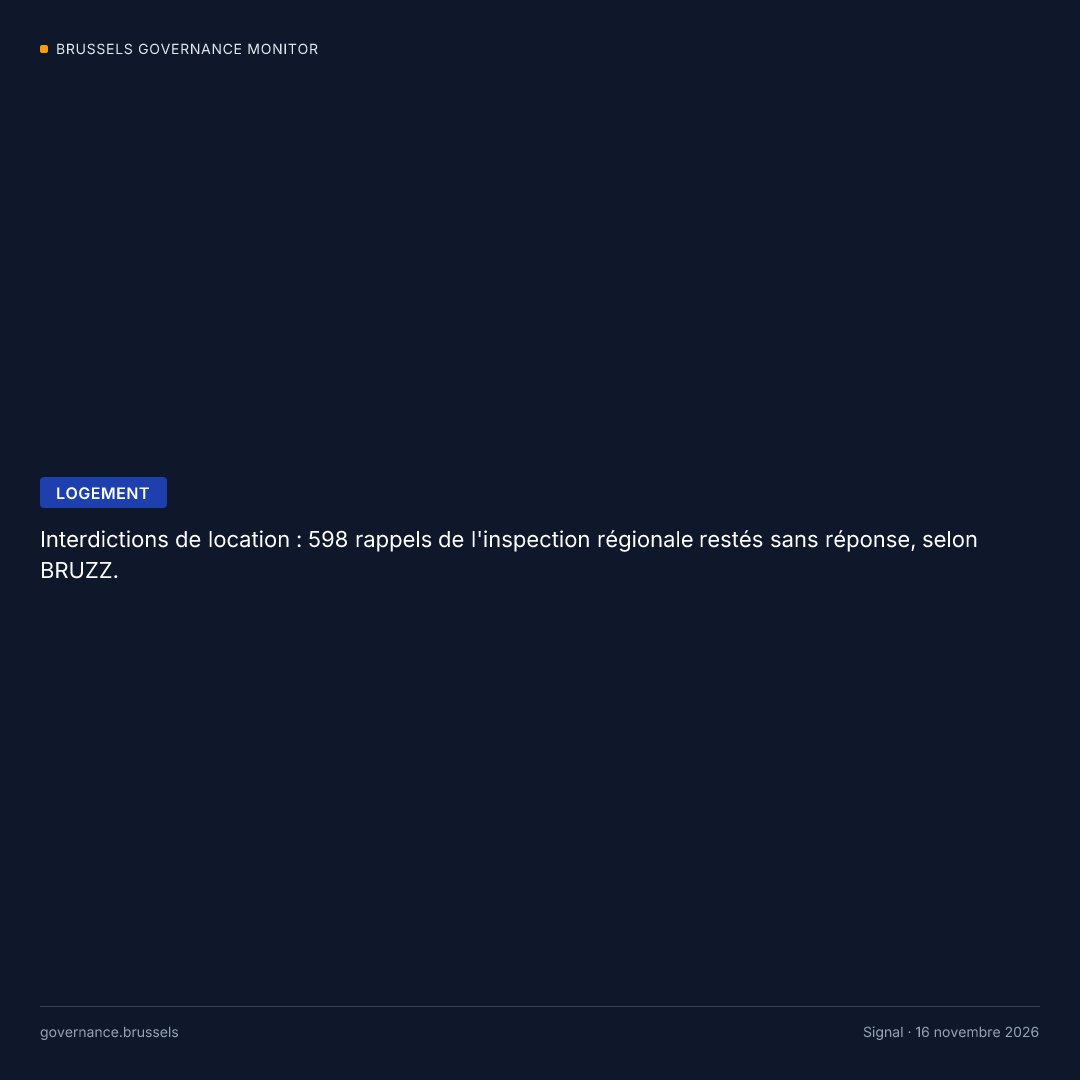 BRUSSELS GOVERNANCE MONITOR
LOGEMENT
Interdictions de location : 598 rappels de l'inspection régionale restés sans réponse, selon
BRUZZ.
governance.brussels
Signal · 16 novembre 2026